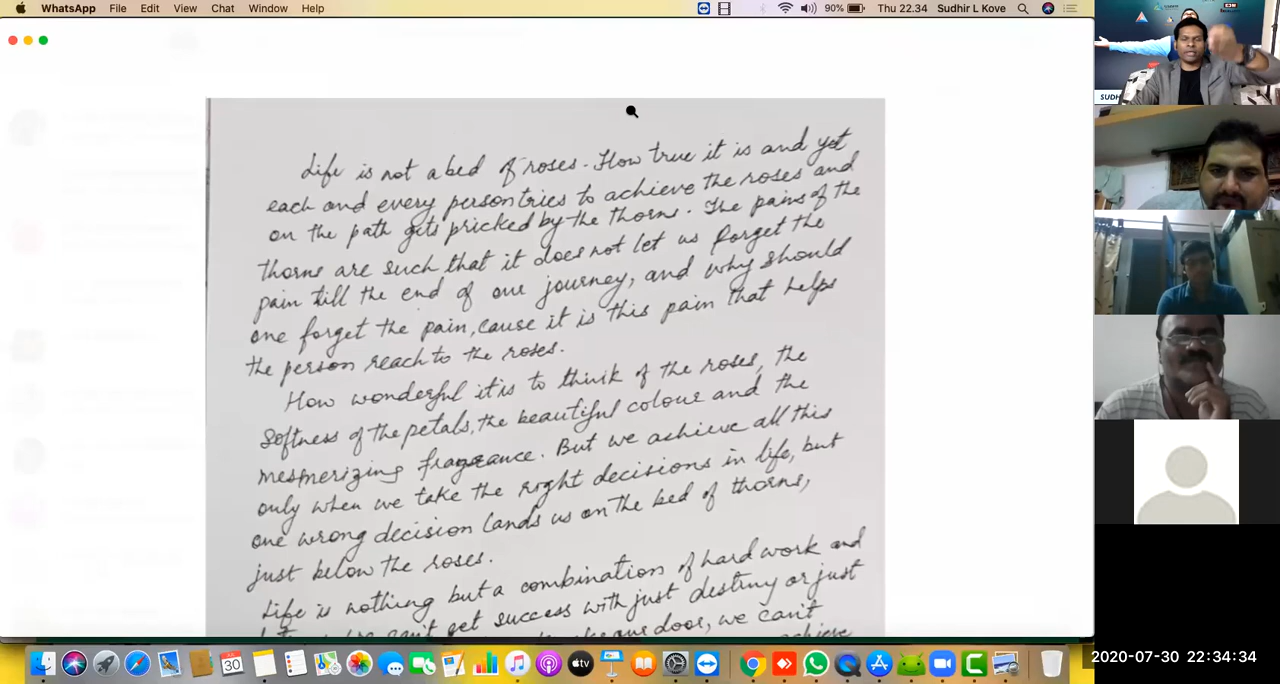 WhatsApp File Edit View Chat Window Help 90% Thu 22.34 Sudhir L Kove
SUDH
Life is not a bed of roses. How true it is and yet
each and every person tries to achieve the roses and
on the path gets pricked by the thorns. The pains of the
thorns are such that it does not let us forget the
pain till the end of one journey, and why should
one forget the pain, cause it is this pain that helps
the person reach to the roses.
How wonderful it is to think of the roses, the
softness of the petals, the beautiful colour and the
mesmerizing fragrance. But we achieve all this
only when we take the right decisions in life, but
one wrong decision lands us on the bed of thorns,
just below the roses.
Life is nothing but a combination of hard work and
can't get success with just destiny or just
our door, we can't
achieve
JUL
30
tv
2020-07-30 22:34:34